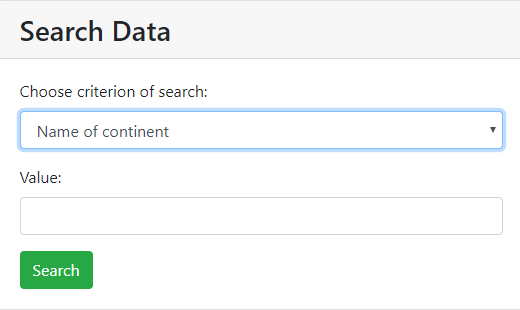 Search Data
Choose criterion of search:
Name of continent
Value:
Search